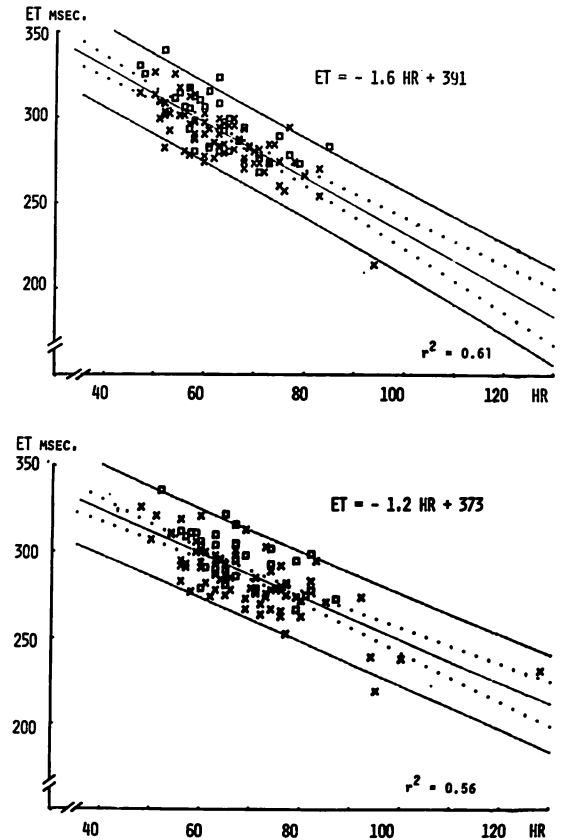 ET MSEC.
350
300
250
200
ET = - 1.6 HR + 391
r² = 0.61
40 60 80 100 120 HR
ET MSEC.
350
300
250
200
ET = - 1.2 HR + 373
r² = 0.56
40 60 80 100 120 HR